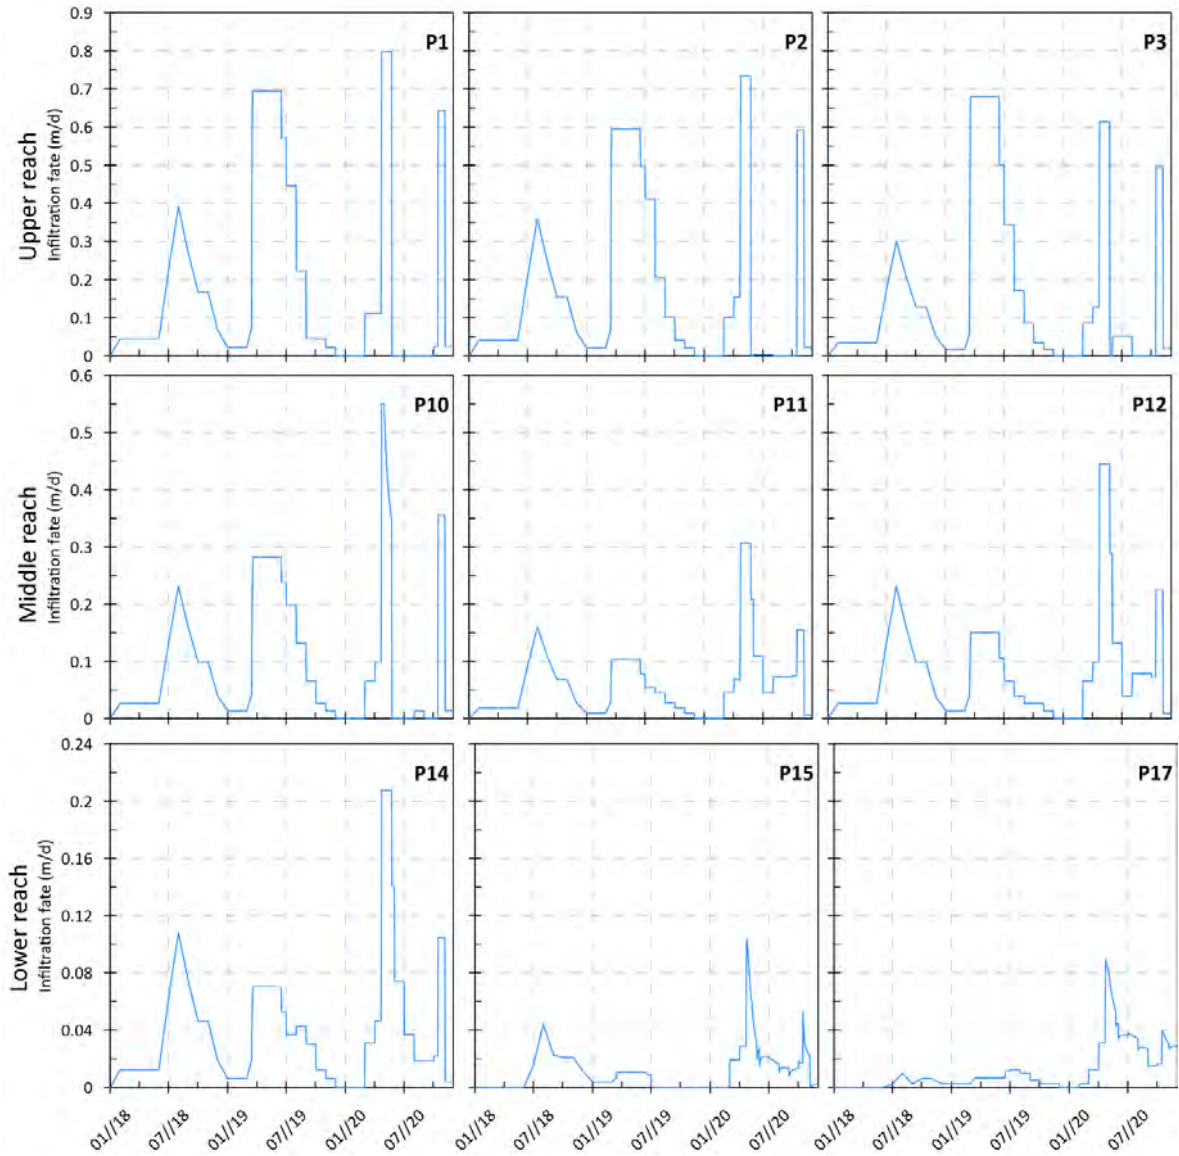 0.9
0.8
0.7
0.6
0.5
0.4
0.3
0.2
0.1
0
Upper reach
Infiltration fate (m/d)
P1
P2
P3
0.6
0.5
0.4
0.3
0.2
0.1
0
Middle reach
Infiltration fate (m/d)
P10
P11
P12
0.24
0.2
0.16
0.12
0.08
0.04
0
Lower reach
Infiltration fate (m/d)
P14
P15
P17
01//18 07//18 01//19 07//19 01//20 07//20
01//18 07//18 01//19 07//19 01//20 07//20
01//18 07//18 01//19 07//19 01//20 07//20